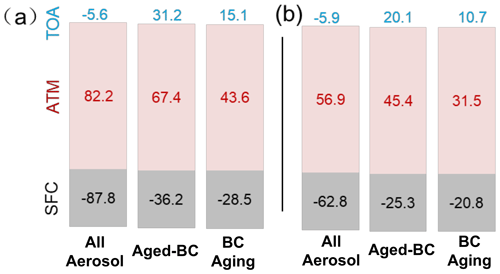 (a)
TOA -5.6 31.2 15.1
ATM 82.2 67.4 43.6
SFC -87.8 -36.2 -28.5
All Aerosol
Aged-BC
BC Aging
(b)
-5.9 20.1 10.7
56.9 45.4 31.5
-62.8 -25.3 -20.8
All Aerosol
Aged-BC
BC Aging